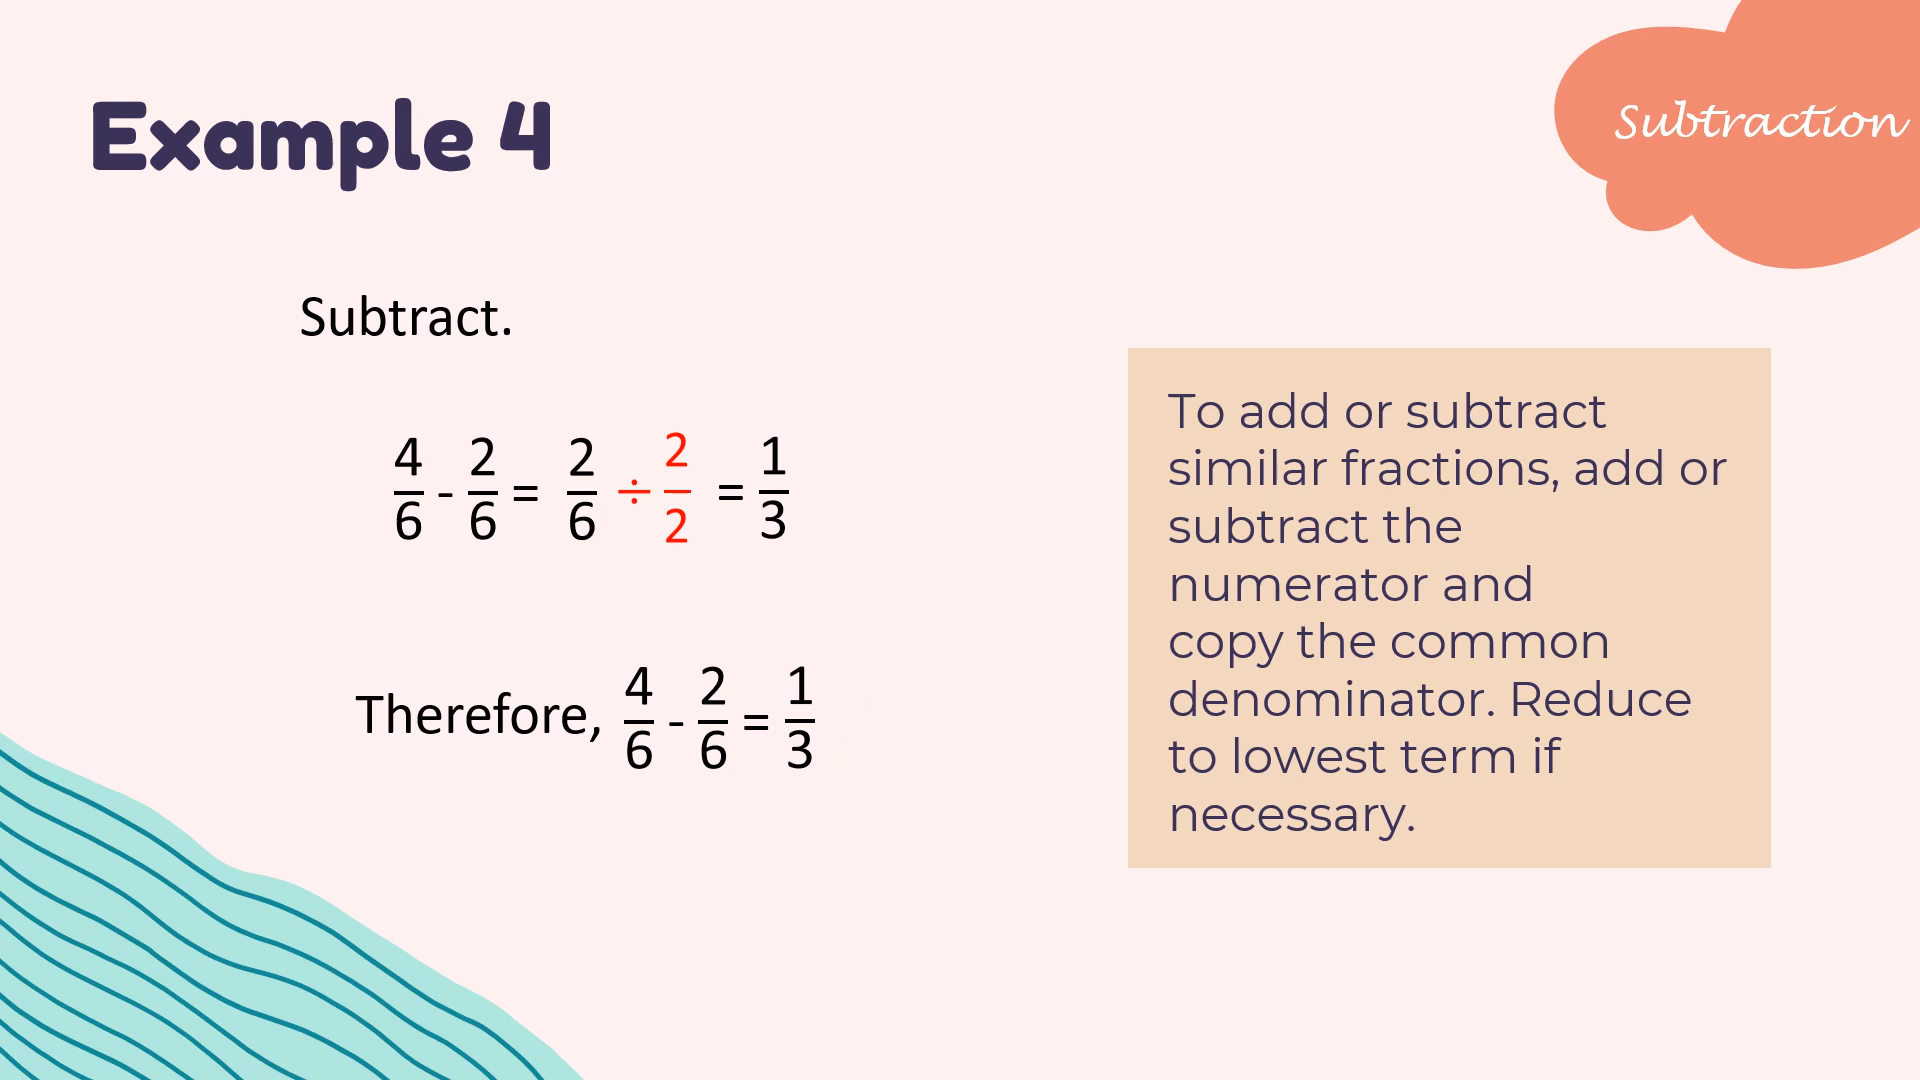 Example 4
Subtraction
Subtract.
4/6 - 2/6 = 2/6 ÷ 2/2 = 1/3
Therefore, 4/6 - 2/6 = 1/3
To add or subtract
similar fractions, add or
subtract the
numerator and
copy the common
denominator. Reduce
to lowest term if
necessary.